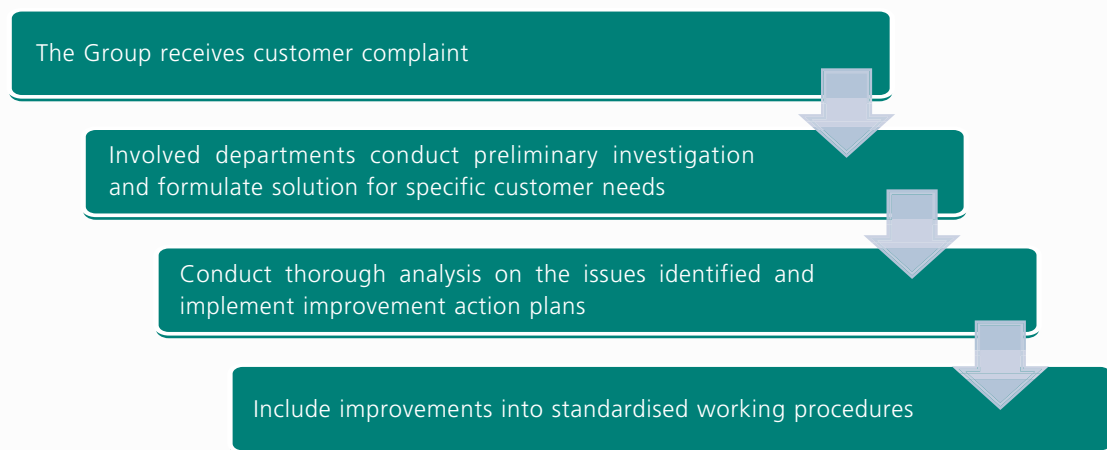 The Group receives customer complaint
Involved departments conduct preliminary investigation
and formulate solution for specific customer needs
Conduct thorough analysis on the issues identified and
implement improvement action plans
Include improvements into standardised working procedures